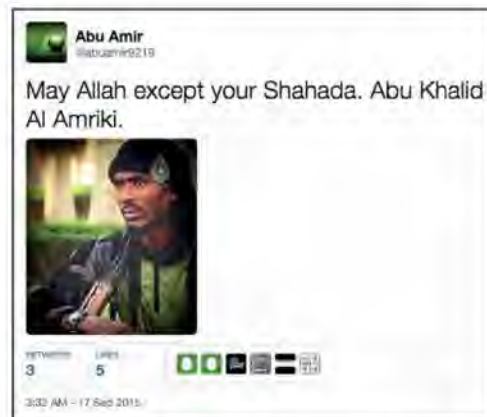 Abu Amir
@abuamir9219
May Allah except your Shahada. Abu Khalid
Al Amriki.
RETWEETS LIKES
3 5
3:32 AM - 17 Sep 2015